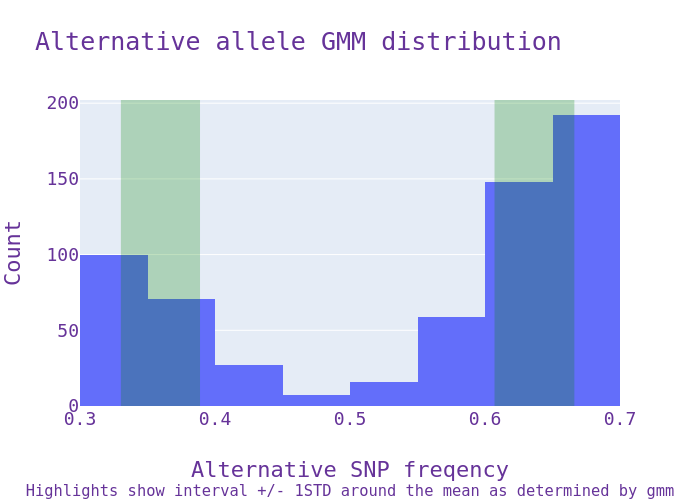 Alternative allele GMM distribution
200
150
100
50
0
Count
0.3
0.4
0.5
0.6
0.7
Alternative SNP freqency
Highlights show interval +/- 1STD around the mean as determined by gmm